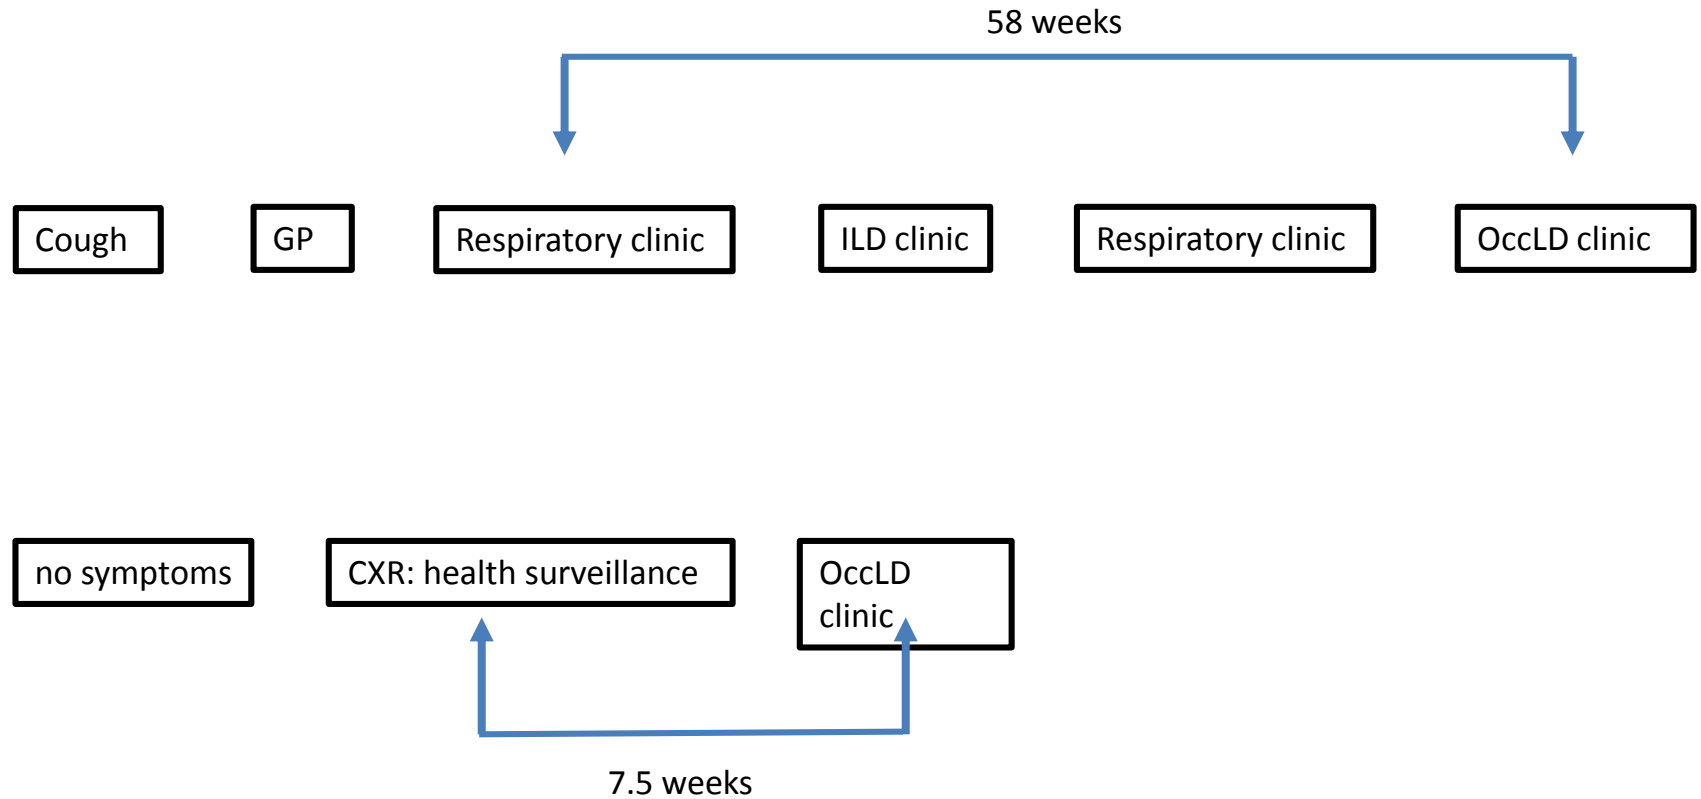 58 weeks
Cough
GP
Respiratory clinic
ILD clinic
Respiratory clinic
OccLD clinic
no symptoms
CXR: health surveillance
OccLD
clinic
7.5 weeks